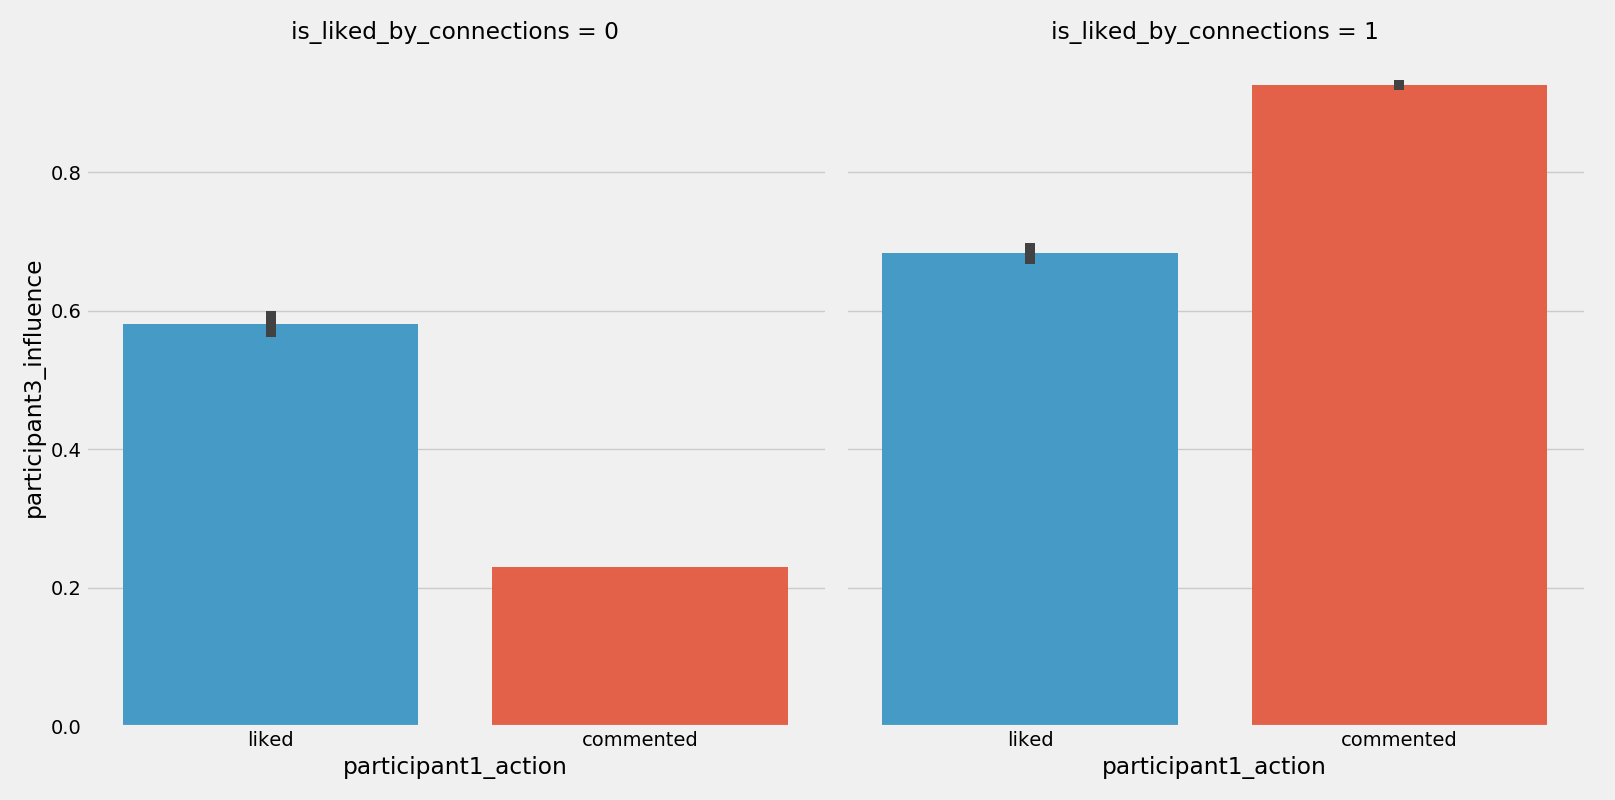 is_liked_by_connections = 0
is_liked_by_connections = 1
participant3_influence
0.8
0.6
0.4
0.2
0.0
liked
commented
liked
commented
participant1_action
participant1_action